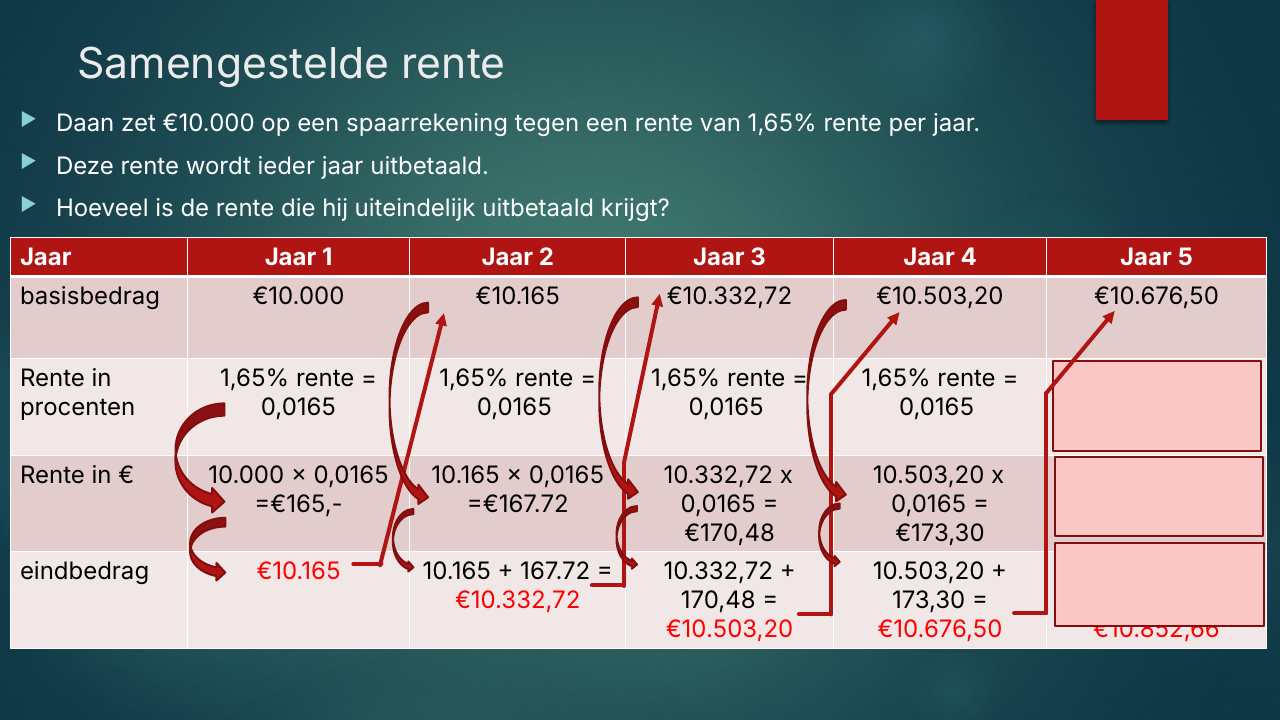 Samengestelde rente
Daan zet €10.000 op een spaarrekening tegen een rente van 1,65% rente per jaar.
Deze rente wordt ieder jaar uitbetaald.
Hoeveel is de rente die hij uiteindelijk uitbetaald krijgt?
Jaar Jaar 1 Jaar 2 Jaar 3 Jaar 4 Jaar 5
basisbedrag €10.000 €10.165 €10.332,72 €10.503,20 €10.676,50
Rente in 1,65% rente = 1,65% rente = 1,65% rente = 1,65% rente =
procenten 0,0165 0,0165 0,0165 0,0165
Rente in € 10.000 × 0,0165 10.165 × 0,0165 10.332,72 x 10.503,20 x
=€165,- =€167.72 0,0165 = 0,0165 =
€170,48 €173,30
eindbedrag €10.165 10.165 + 167.72 = 10.332,72 + 10.503,20 +
€10.332,72 170,48 = 173,30 =
€10.503,20 €10.676,50 €10.852,66